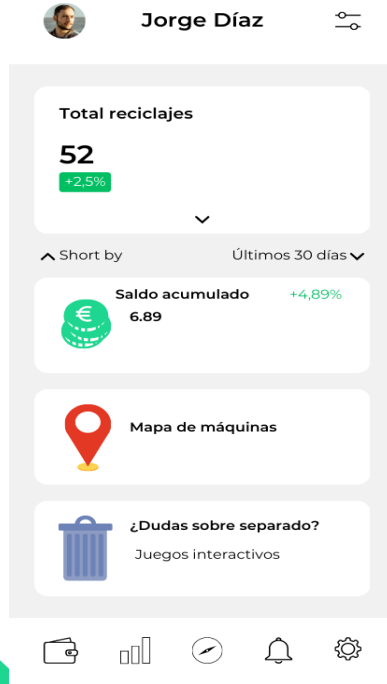 Jorge Díaz
Total reciclajes
52
+2,5%
Short by
Últimos 30 días
Saldo acumulado
+4,89%
€
6.89
Mapa de máquinas
¿Dudas sobre separado?
Juegos interactivos